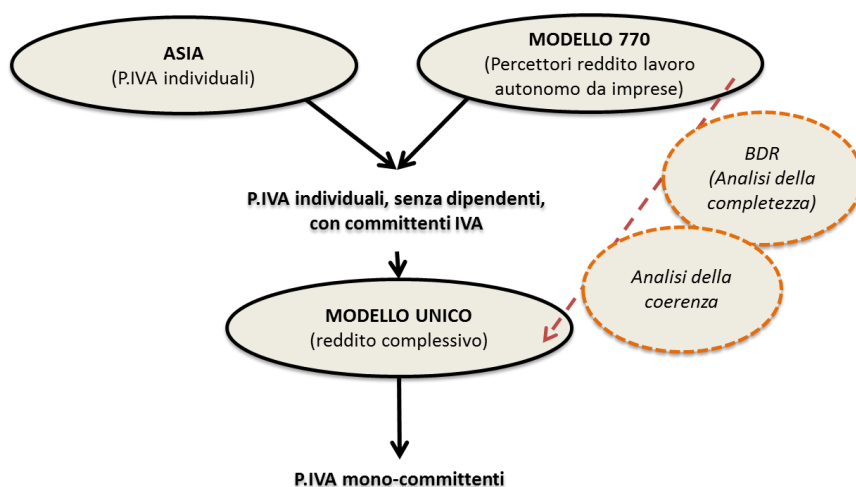 ASIA
(P.IVA individuali)
MODELLO 770
(Percettori reddito lavoro
autonomo da imprese)
BDR
(Analisi della
completezza)
P.IVA individuali, senza dipendenti,
con committenti IVA
Analisi della
coerenza
MODELLO UNICO
(reddito complessivo)
P.IVA mono-committenti